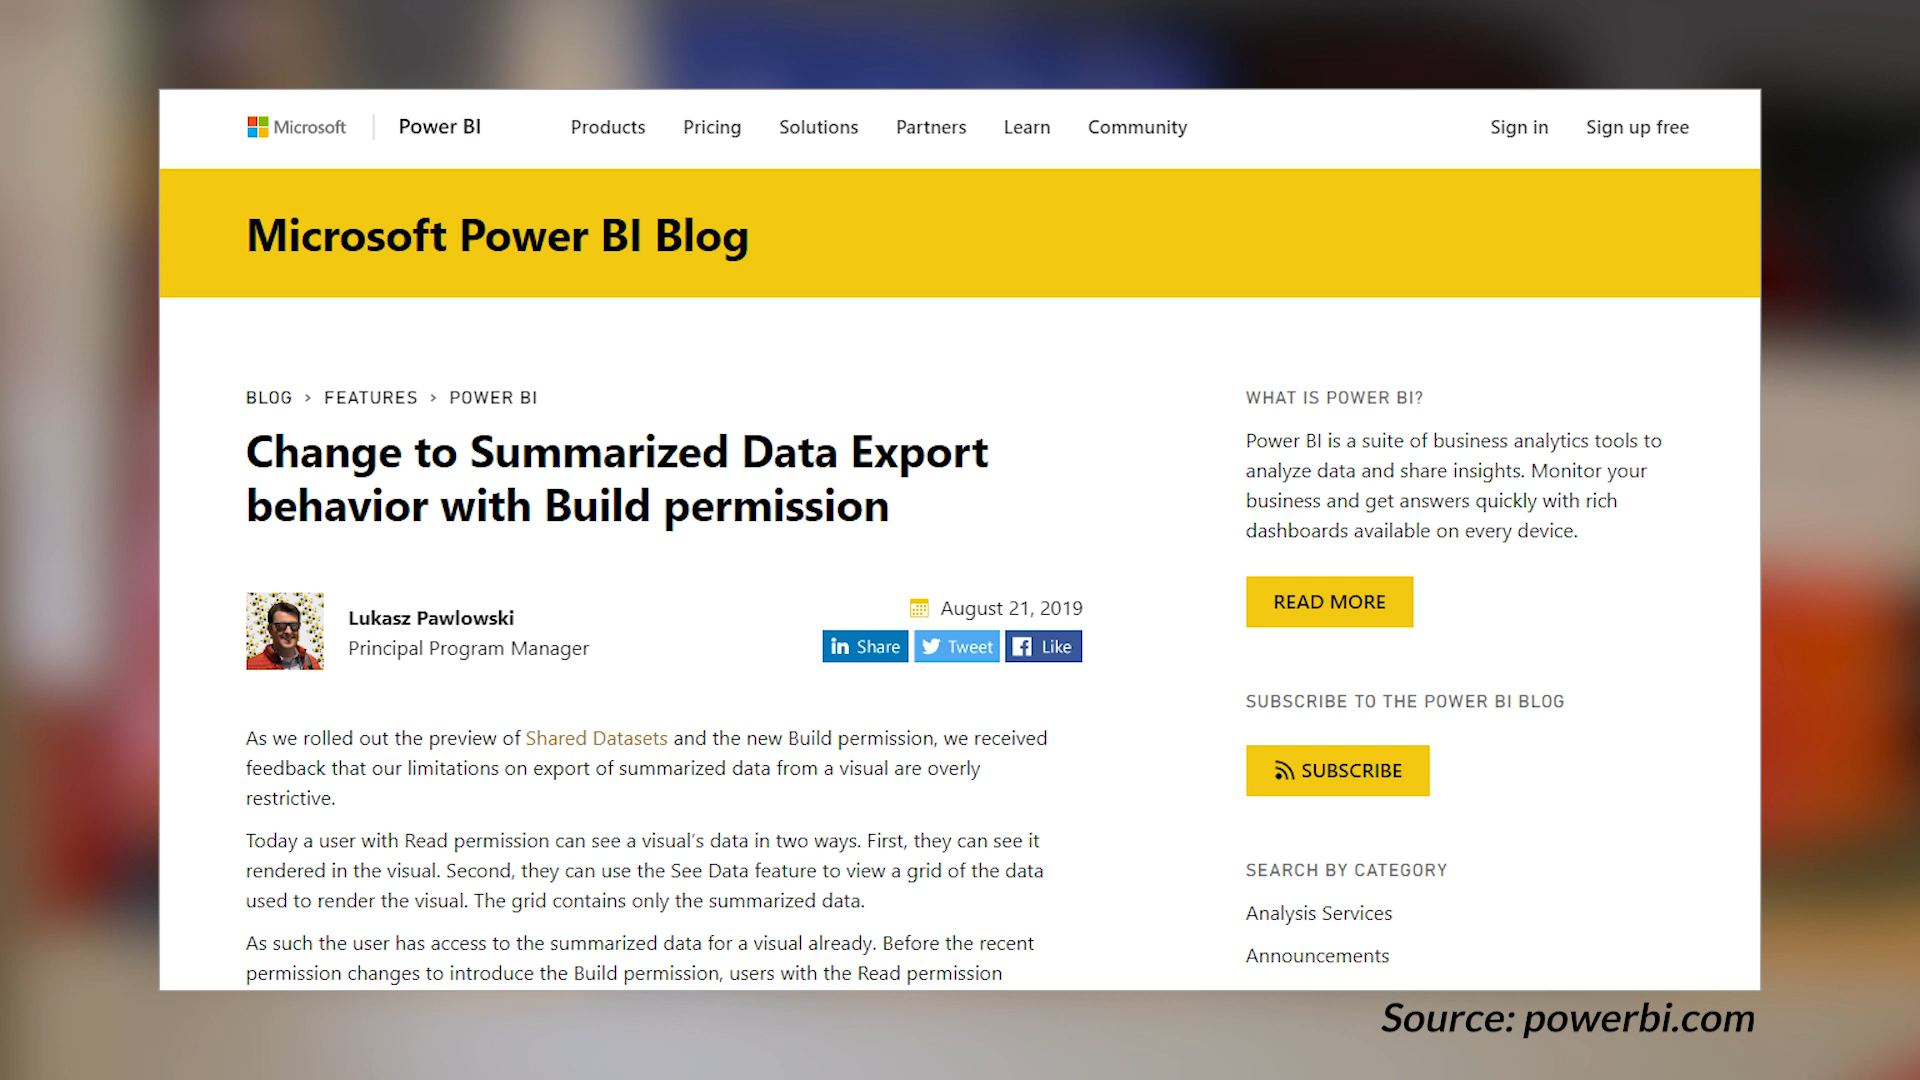 Microsoft Power BI Products Pricing Solutions Partners Learn Community Sign in Sign up free
Microsoft Power BI Blog
BLOG > FEATURES > POWER BI
Change to Summarized Data Export
behavior with Build permission
Lukasz Pawlowski
Principal Program Manager
August 21, 2019
in Share Tweet Like
As we rolled out the preview of Shared Datasets and the new Build permission, we received
feedback that our limitations on export of summarized data from a visual are overly
restrictive.
Today a user with Read permission can see a visual's data in two ways. First, they can see it
rendered in the visual. Second, they can use the See Data feature to view a grid of the data
used to render the visual. The grid contains only the summarized data.
As such the user has access to the summarized data for a visual already. Before the recent
permission changes to introduce the Build permission, users with the Read permission
WHAT IS POWER BI?
Power BI is a suite of business analytics tools to
analyze data and share insights. Monitor your
business and get answers quickly with rich
dashboards available on every device.
READ MORE
SUBSCRIBE TO THE POWER BI BLOG
SUBSCRIBE
SEARCH BY CATEGORY
Analysis Services
Announcements
Source: powerbi.com